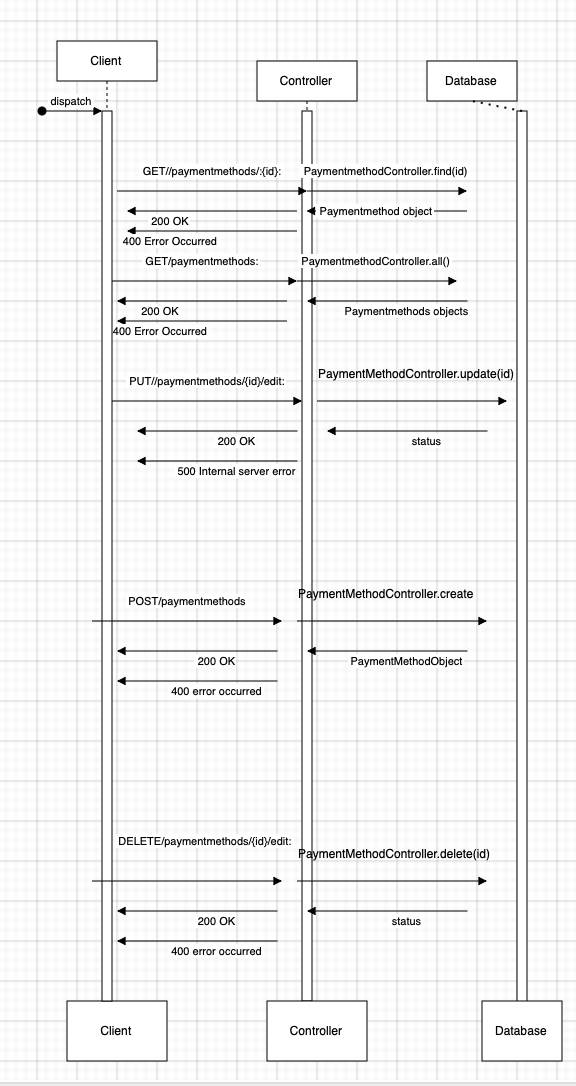 Client
Controller
Database
dispatch
GET//paymentmethods/:{id}:
PaymentmethodController.find(id)
Paymentmethod object
200 OK
400 Error Occurred
GET/paymentmethods:
PaymentmethodController.all()
200 OK
Paymentmethods objects
400 Error Occurred
PUT//paymentmethods/{id}/edit:
PaymentMethodController.update(id)
200 OK
status
500 Internal server error
POST/paymentmethods
PaymentMethodController.create
200 OK
PaymentMethodObject
400 error occurred
DELETE/paymentmethods/{id}/edit:
PaymentMethodController.delete(id)
200 OK
status
400 error occurred
Client
Controller
Database